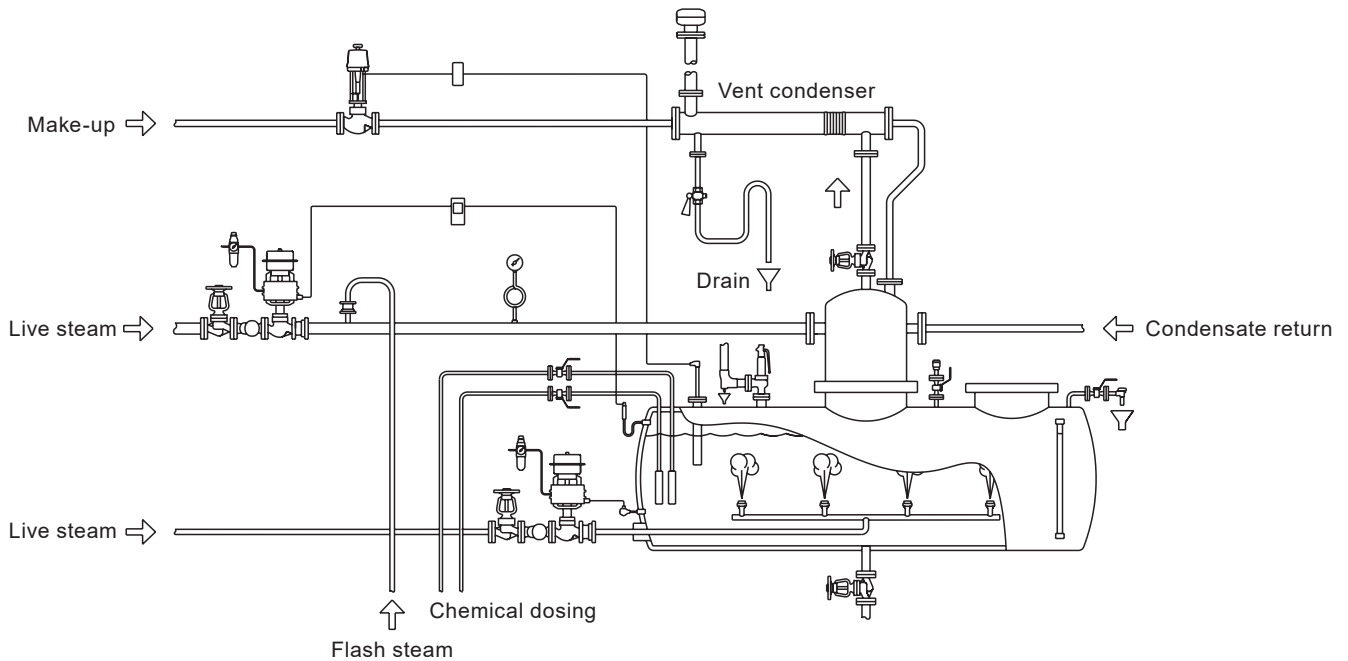 Vent condenser
Make-up
Drain
Live steam
Condensate return
Live steam
Chemical dosing
Flash steam